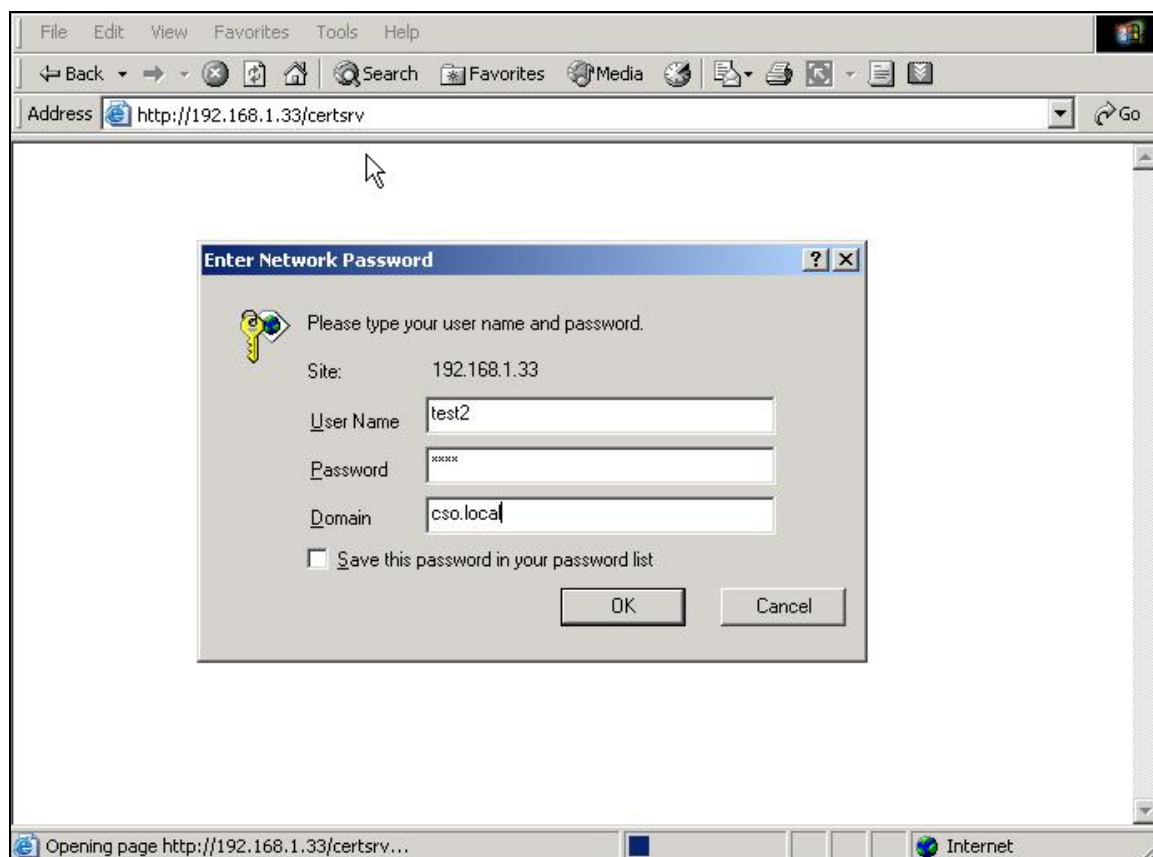 File Edit View Favorites Tools Help
Back Search Favorites Media
Address http://192.168.1.33/certsrv Go
Enter Network Password
Please type your user name and password.
Site: 192.168.1.33
User Name test2
Password ××××
Domain cso.local
Save this password in your password list
OK Cancel
Opening page http://192.168.1.33/certsrv... Internet